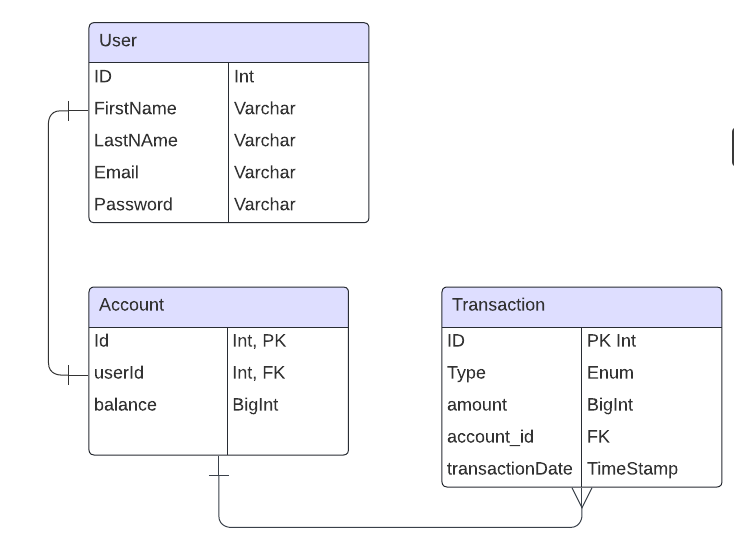 User
ID Int
FirstName Varchar
LastNAme Varchar
Email Varchar
Password Varchar
Account
Id Int, PK
userId Int, FK
balance BigInt
Transaction
ID PK Int
Type Enum
amount BigInt
account_id FK
transactionDate TimeStamp